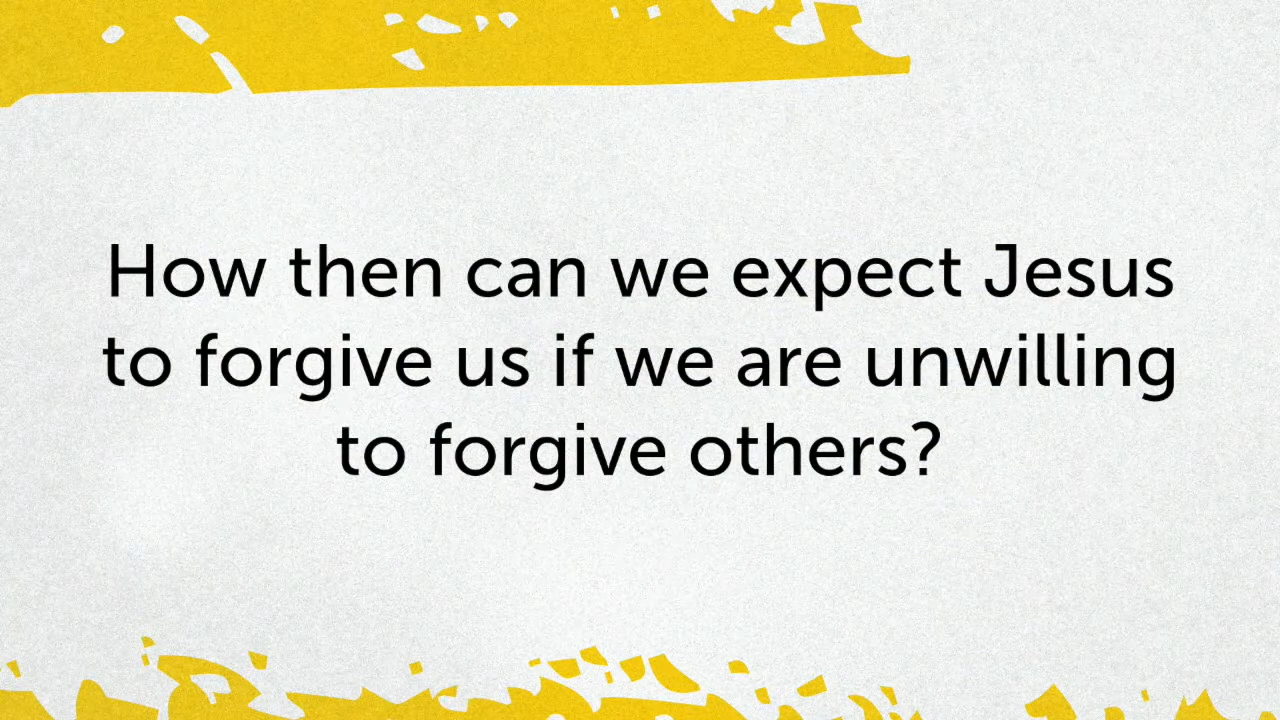 How then can we expect Jesus
to forgive us if we are unwilling
to forgive others?